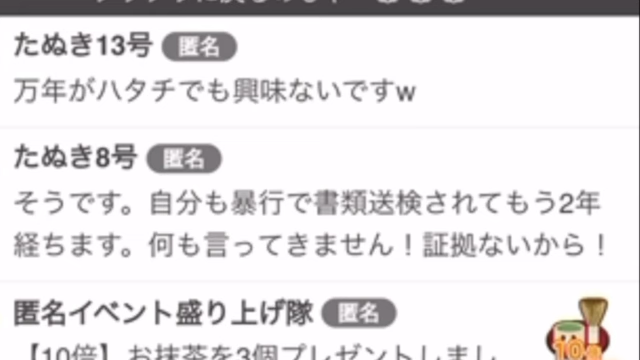 たぬき13号 匿名
万年がハタチでも興味ないですw
たぬき8号 匿名
そうです。自分も暴行で書類送検されてもう2年
経ちます。何も言ってきません！証拠ないから！
匿名イベント盛り上げ隊 匿名
【10倍】お抹茶を3個プレゼントしまし